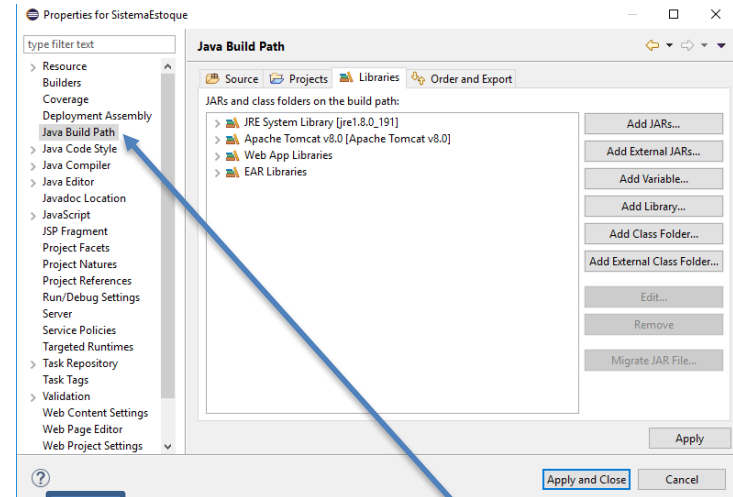 Properties for SistemaEstoque
type filter text
Java Build Path
Resource
Builders
Coverage
Deployment Assembly
Java Build Path
Java Code Style
Java Compiler
Java Editor
Javadoc Location
JavaScript
JSP Fragment
Project Facets
Project Natures
Project References
Run/Debug Settings
Server
Service Policies
Targeted Runtimes
Task Repository
Task Tags
Validation
Web Content Settings
Web Page Editor
Web Project Settings
Source Projects Libraries Order and Export
JARs and class folders on the build path:
JRE System Library [jre1.8.0_191]
Apache Tomcat v8.0 [Apache Tomcat v8.0]
Web App Libraries
EAR Libraries
Add JARs...
Add External JARs...
Add Variable...
Add Library...
Add Class Folder...
Add External Class Folder...
Edit...
Remove
Migrate JAR File...
Apply
?
Apply and Close
Cancel